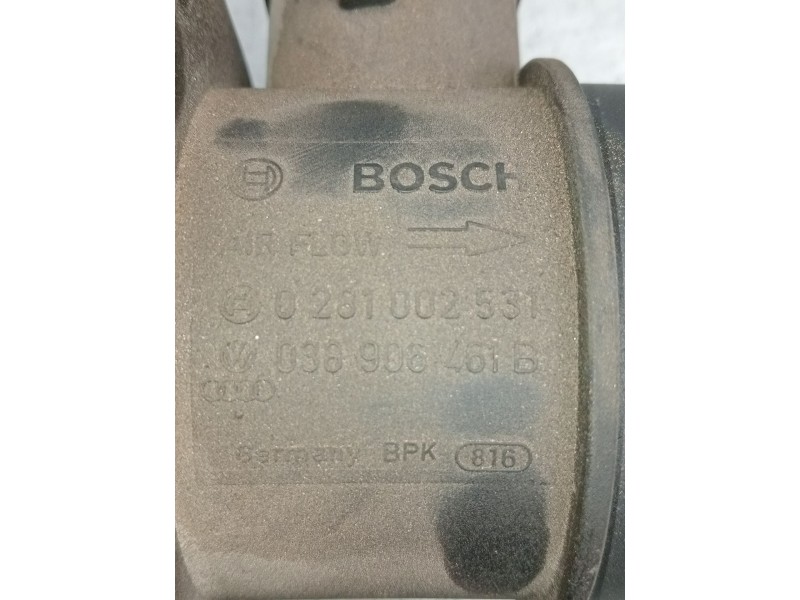 BOSCH
AIR FLOW
0 281 002 531
038 906 461 B
Germany BPK 816